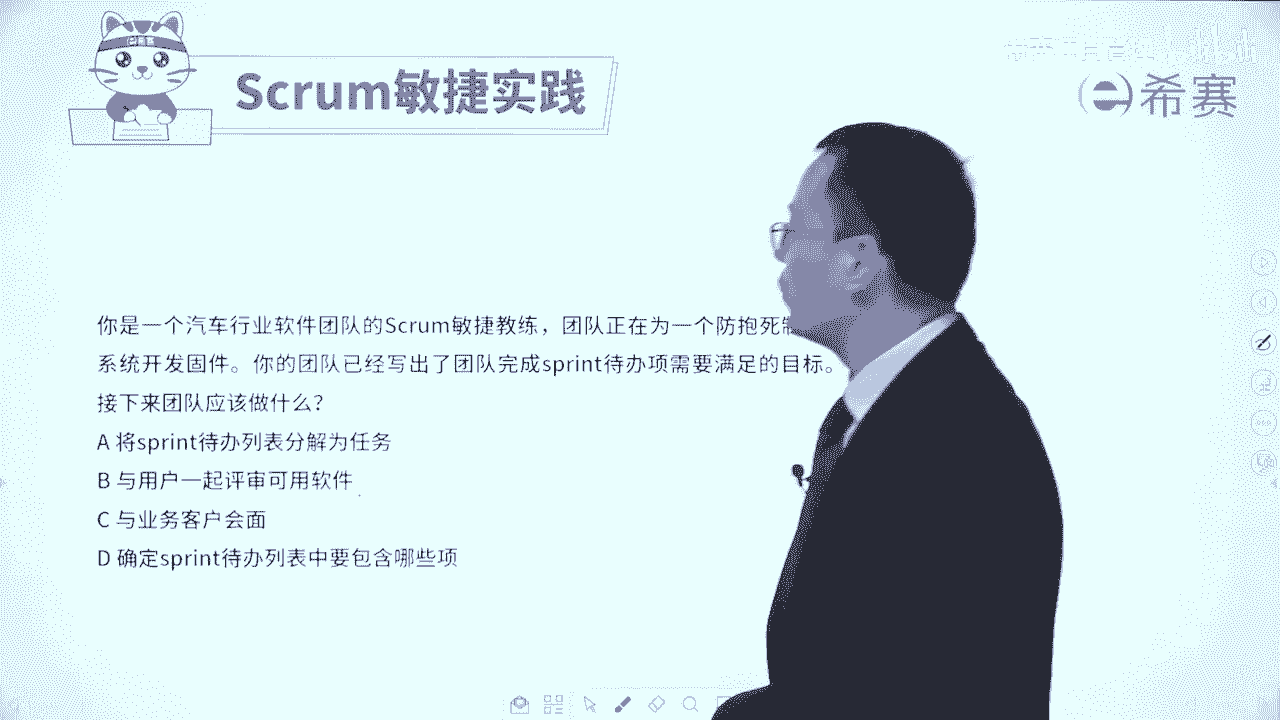 Scrum敏捷实践
希赛
你是一个汽车行业软件团队的Scrum敏捷教练，团队正在为一个防抱死
系统开发固件。你的团队已经写出了团队完成sprint待办项需要满足的目标。
接下来团队应该做什么？
A 将sprint待办列表分解为任务
B 与用户一起评审可用软件
C 与业务客户会面
D 确定sprint待办列表中要包含哪些项